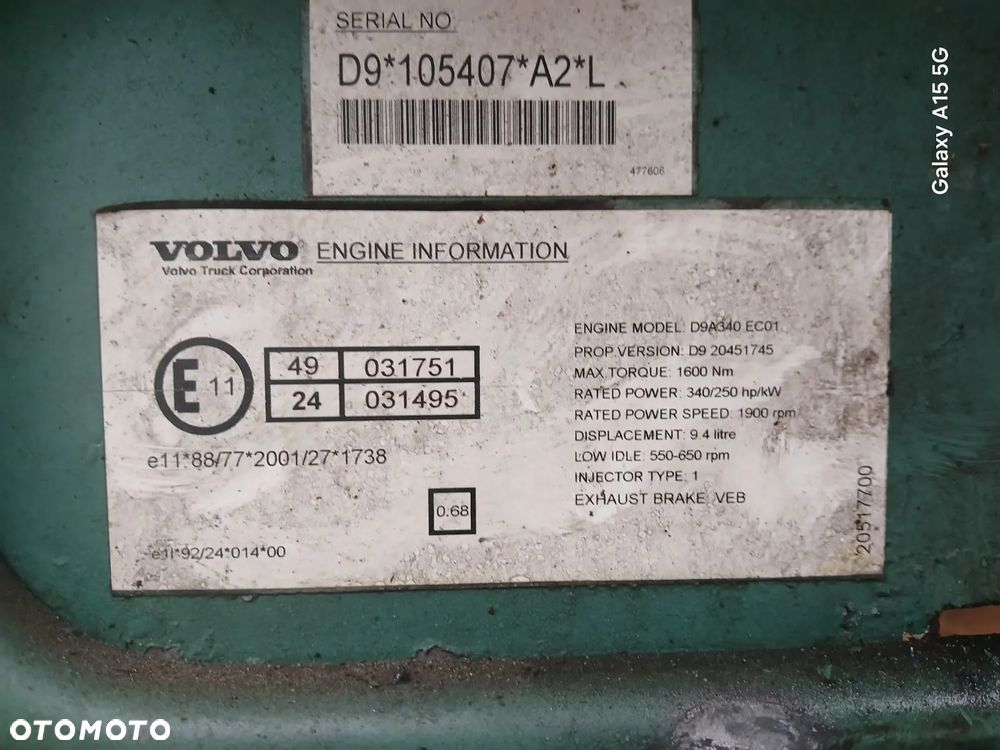 SERIAL NO
D9*105407*A2*L
477606
VOLVO
Volvo Truck Corporation
ENGINE INFORMATION
E 11
49 031751
24 031495
e11*88/77*2001/27*1738
0.68
e11*92/24*014*00
ENGINE MODEL: D9A340 EC01
PROP.VERSION: D9 20451745
MAX.TORQUE: 1600 Nm
RATED POWER: 340/250 hp/kW
RATED POWER SPEED: 1900 rpm
DISPLACEMENT: 9.4 litre
LOW IDLE: 550-650 rpm
INJECTOR TYPE: 1
EXHAUST BRAKE: VEB
20517700
Galaxy A15 5G
OTOMOTO